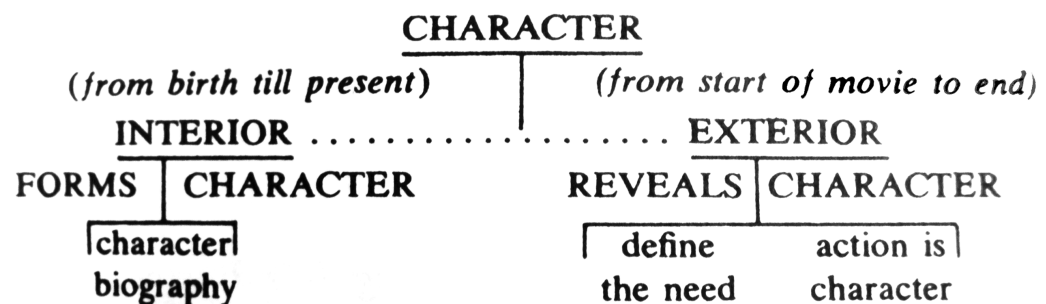 CHARACTER
(from birth till present) (from start of movie to end)
INTERIOR .................... EXTERIOR
FORMS CHARACTER REVEALS CHARACTER
character define action is
biography the need character